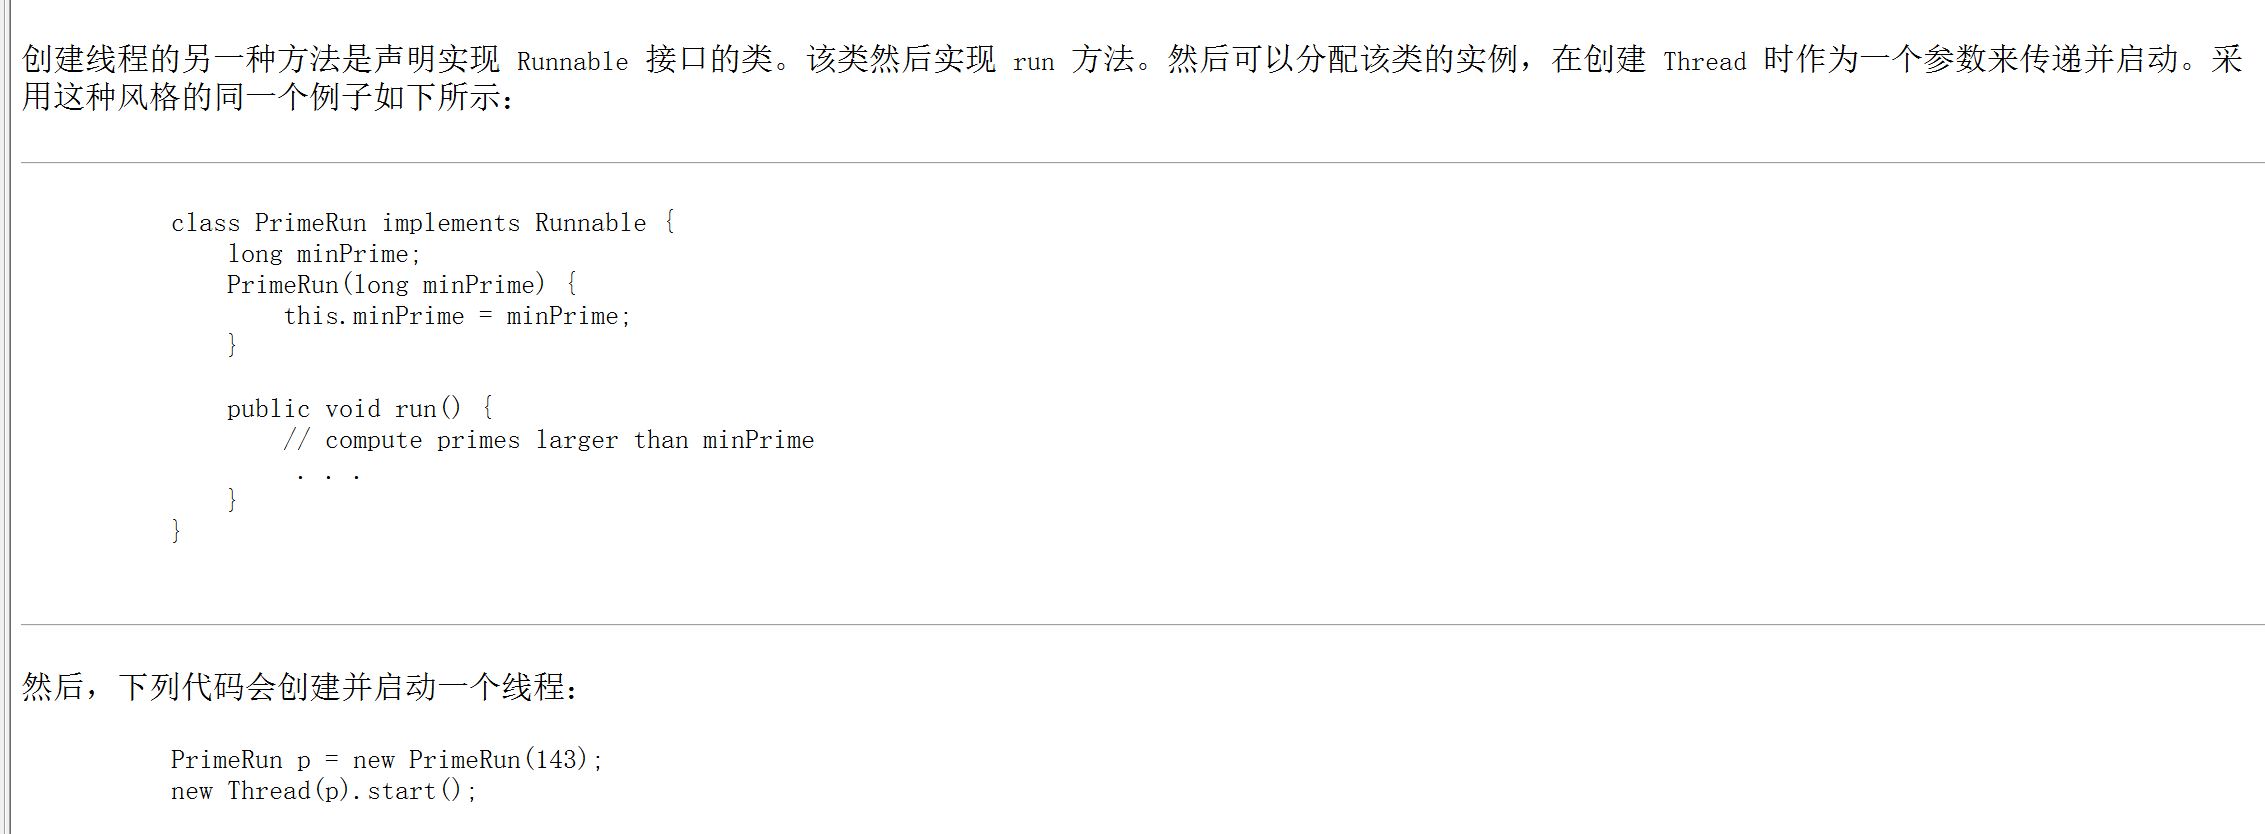 创建线程的另一种方法是声明实现 Runnable 接口的类。该类然后实现 run 方法。然后可以分配该类的实例，在创建 Thread 时作为一个参数来传递并启动。采
用这种风格的同一个例子如下所示：
class PrimeRun implements Runnable {
long minPrime;
PrimeRun(long minPrime) {
this.minPrime = minPrime;
}
public void run() {
// compute primes larger than minPrime
. . .
}
}
然后，下列代码会创建并启动一个线程：
PrimeRun p = new PrimeRun(143);
new Thread(p).start();